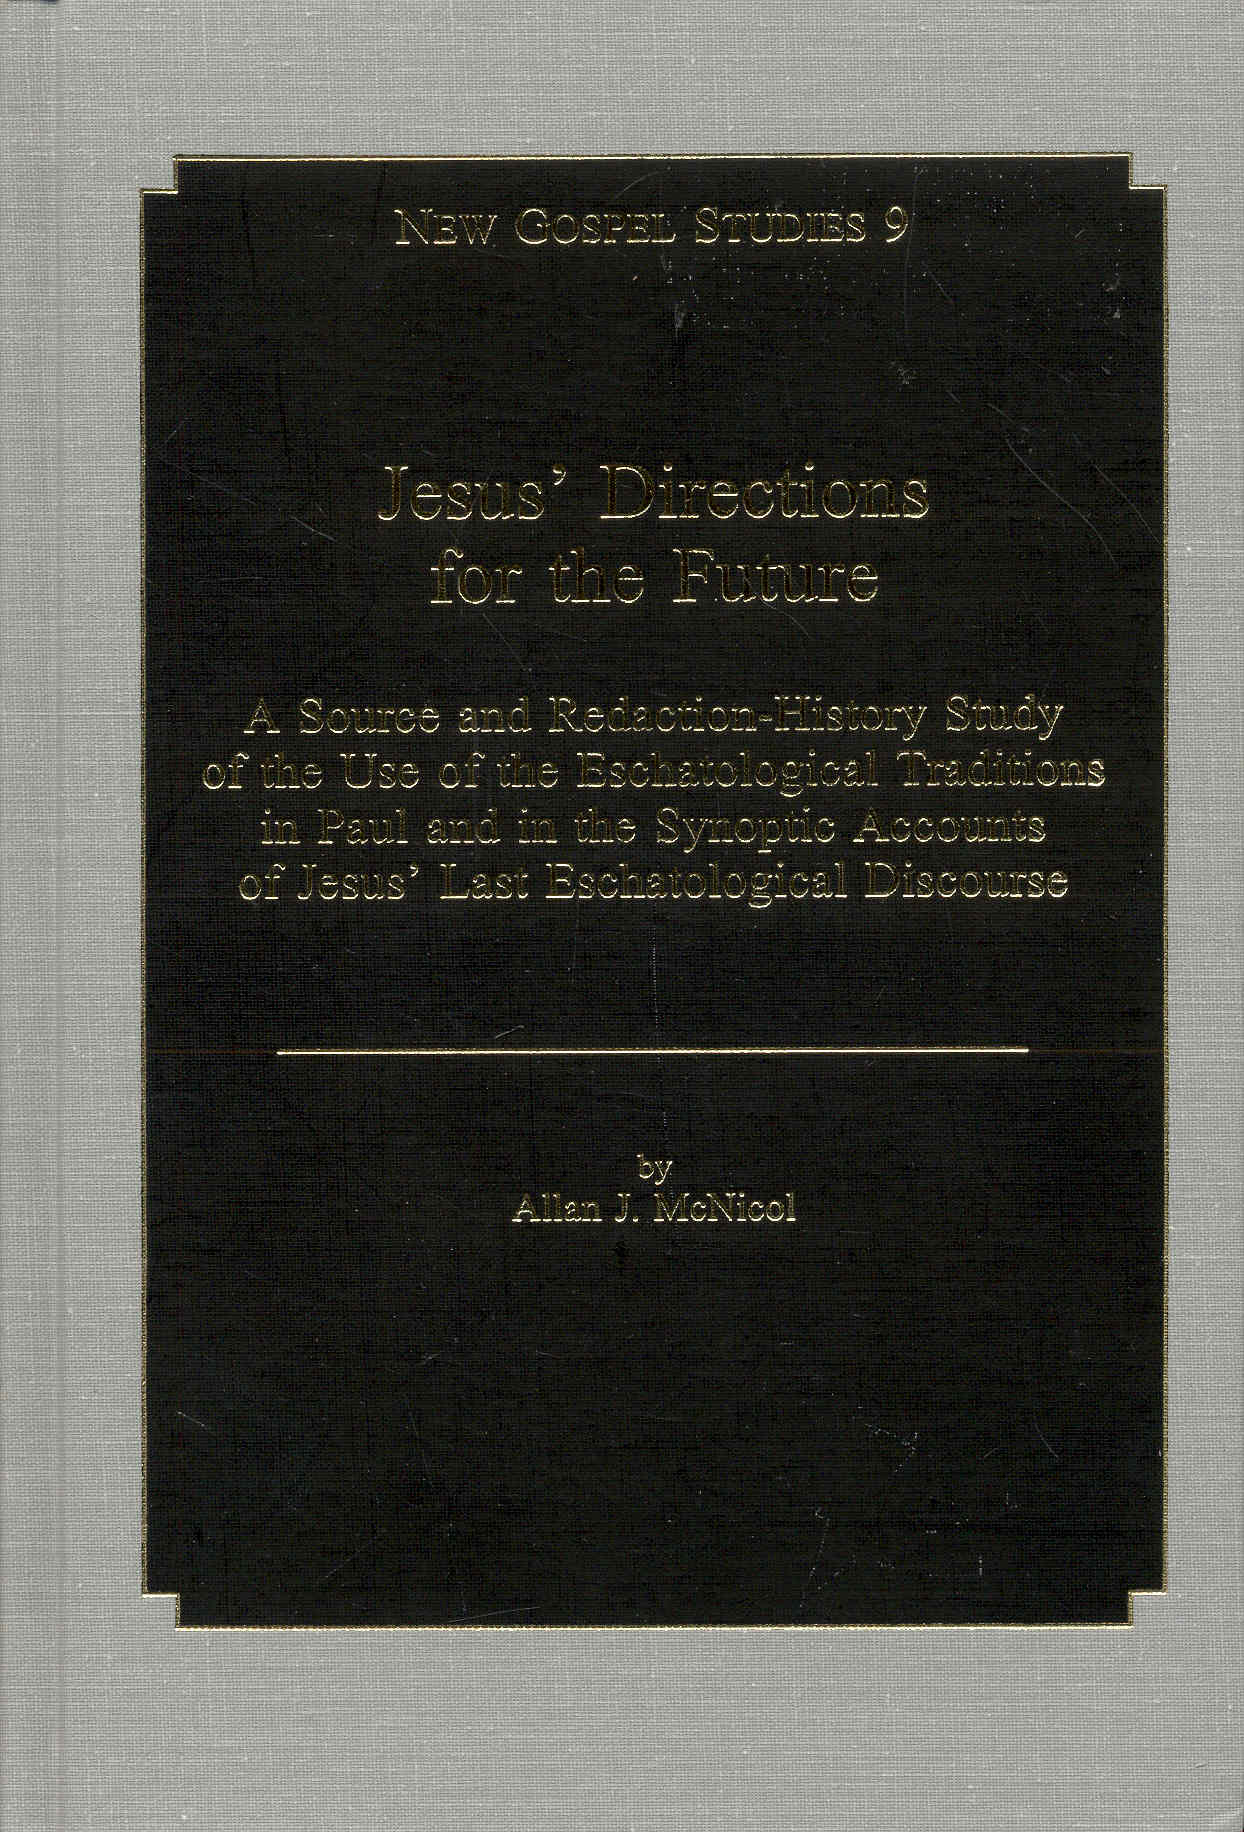 NEW GOSPEL STUDIES 9
Jesus' Directions
for the Future
A Source and Redaction-History Study
of the Use of the Eschatological Traditions
in Paul and in the Synoptic Accounts
of Jesus' Last Eschatological Discourse
by
Allan J. McNicol